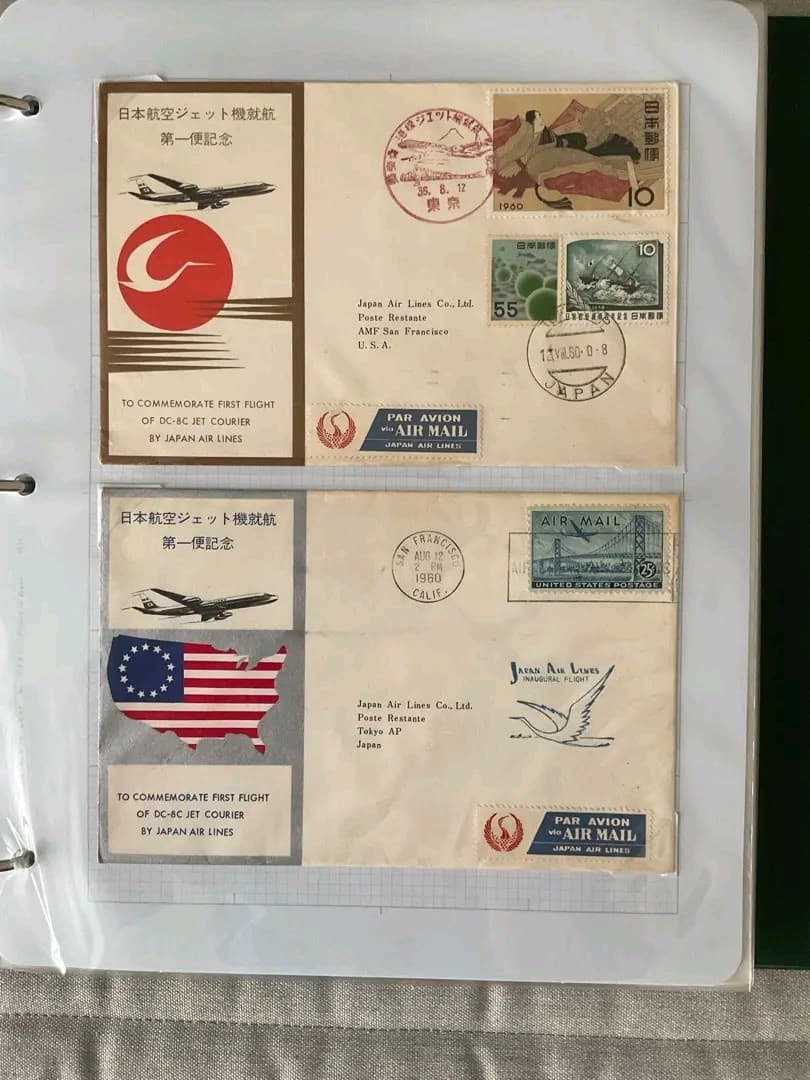 日本航空ジェット機就航
第一便記念
TO COMMEMORATE FIRST FLIGHT
OF DC-8C JET COURIER
BY JAPAN AIR LINES
35. 8. 12
東京
日本郵便
1960
10
日本郵便
55
10
日本郵便
Japan Air Lines Co., Ltd.
Poste Restante
AMF San Francisco
U. S. A.
JAPAN
PAR AVION
via AIR MAIL
JAPAN AIR LINES
日本航空ジェット機就航
第一便記念
TO COMMEMORATE FIRST FLIGHT
OF DC-8C JET COURIER
BY JAPAN AIR LINES
SAN FRANCISCO
AUG 12
2 PM
1960
CALIF.
AIR MAIL
25¢
UNITED STATES POSTAGE
JAPAN AIR LINES
INAUGURAL FLIGHT
Japan Air Lines Co., Ltd.
Poste Restante
Tokyo AP
Japan
PAR AVION
via AIR MAIL
JAPAN AIR LINES